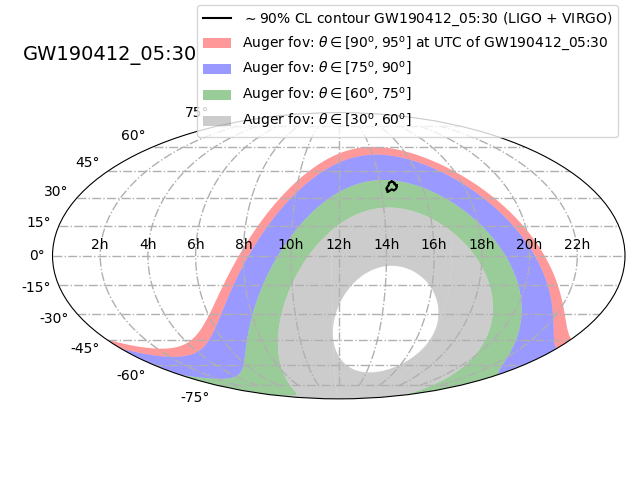 GW190412_05:30
~90% CL contour GW190412_05:30 (LIGO + VIRGO)
Auger fov: θ ∈ [90°, 95°] at UTC of GW190412_05:30
Auger fov: θ ∈ [75°, 90°]
Auger fov: θ ∈ [60°, 75°]
Auger fov: θ ∈ [30°, 60°]
75°
60°
45°
30°
15°
0°
2h 4h 6h 8h 10h 12h 14h 16h 18h 20h 22h
-15°
-30°
-45°
-60°
-75°